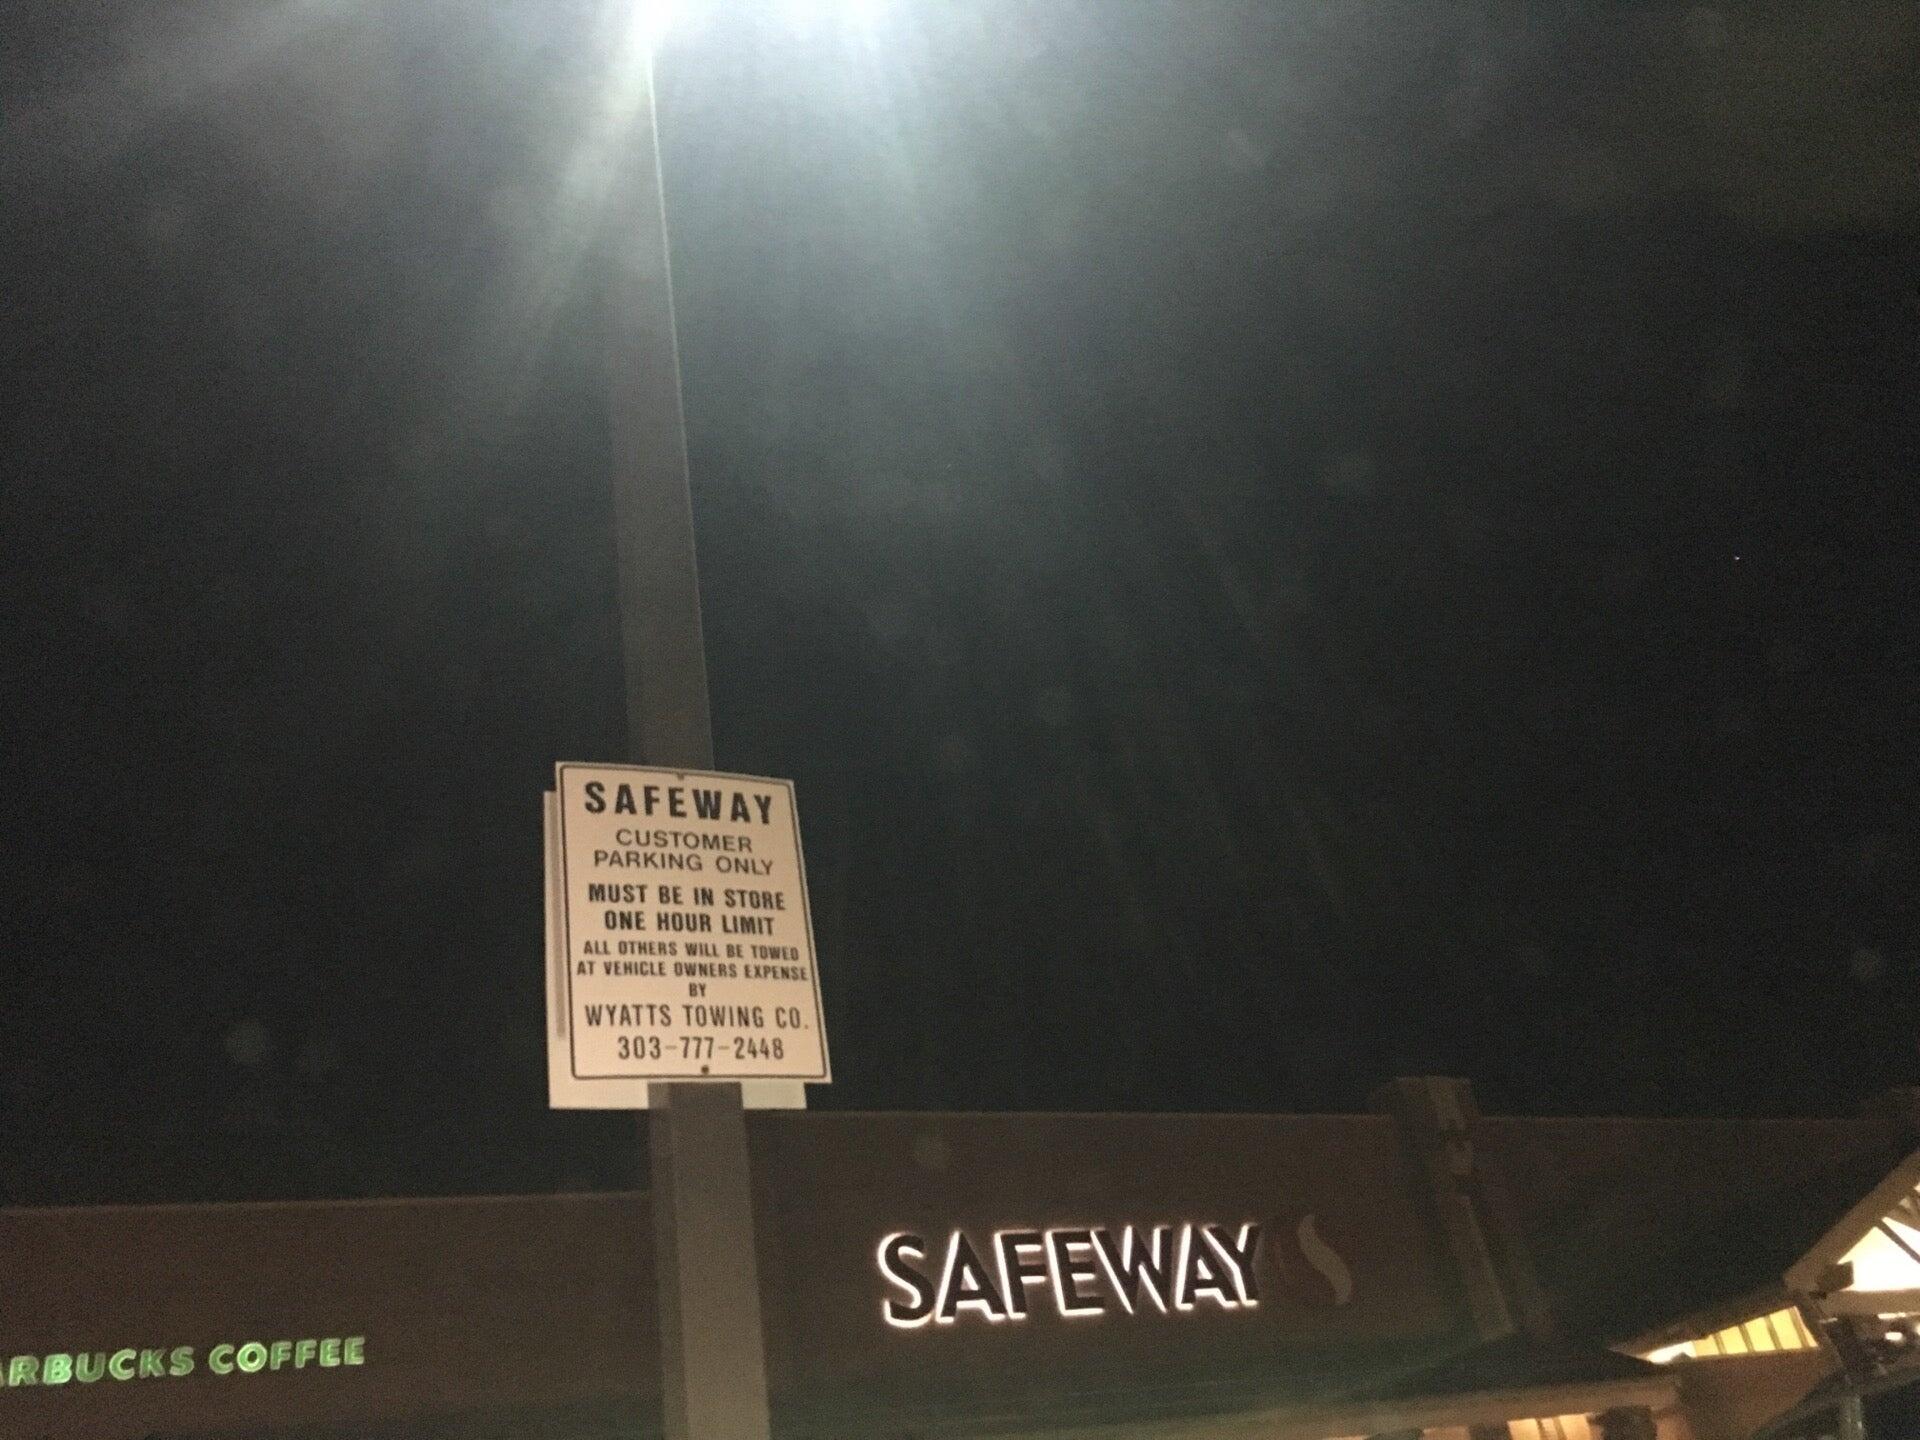 SAFEWAY
CUSTOMER
PARKING ONLY
MUST BE IN STORE
ONE HOUR LIMIT
ALL OTHERS WILL BE TOWED
AT VEHICLE OWNERS EXPENSE
BY
WYATTS TOWING CO.
303-777-2448
SAFEWAY
ARBUCKS COFFEE